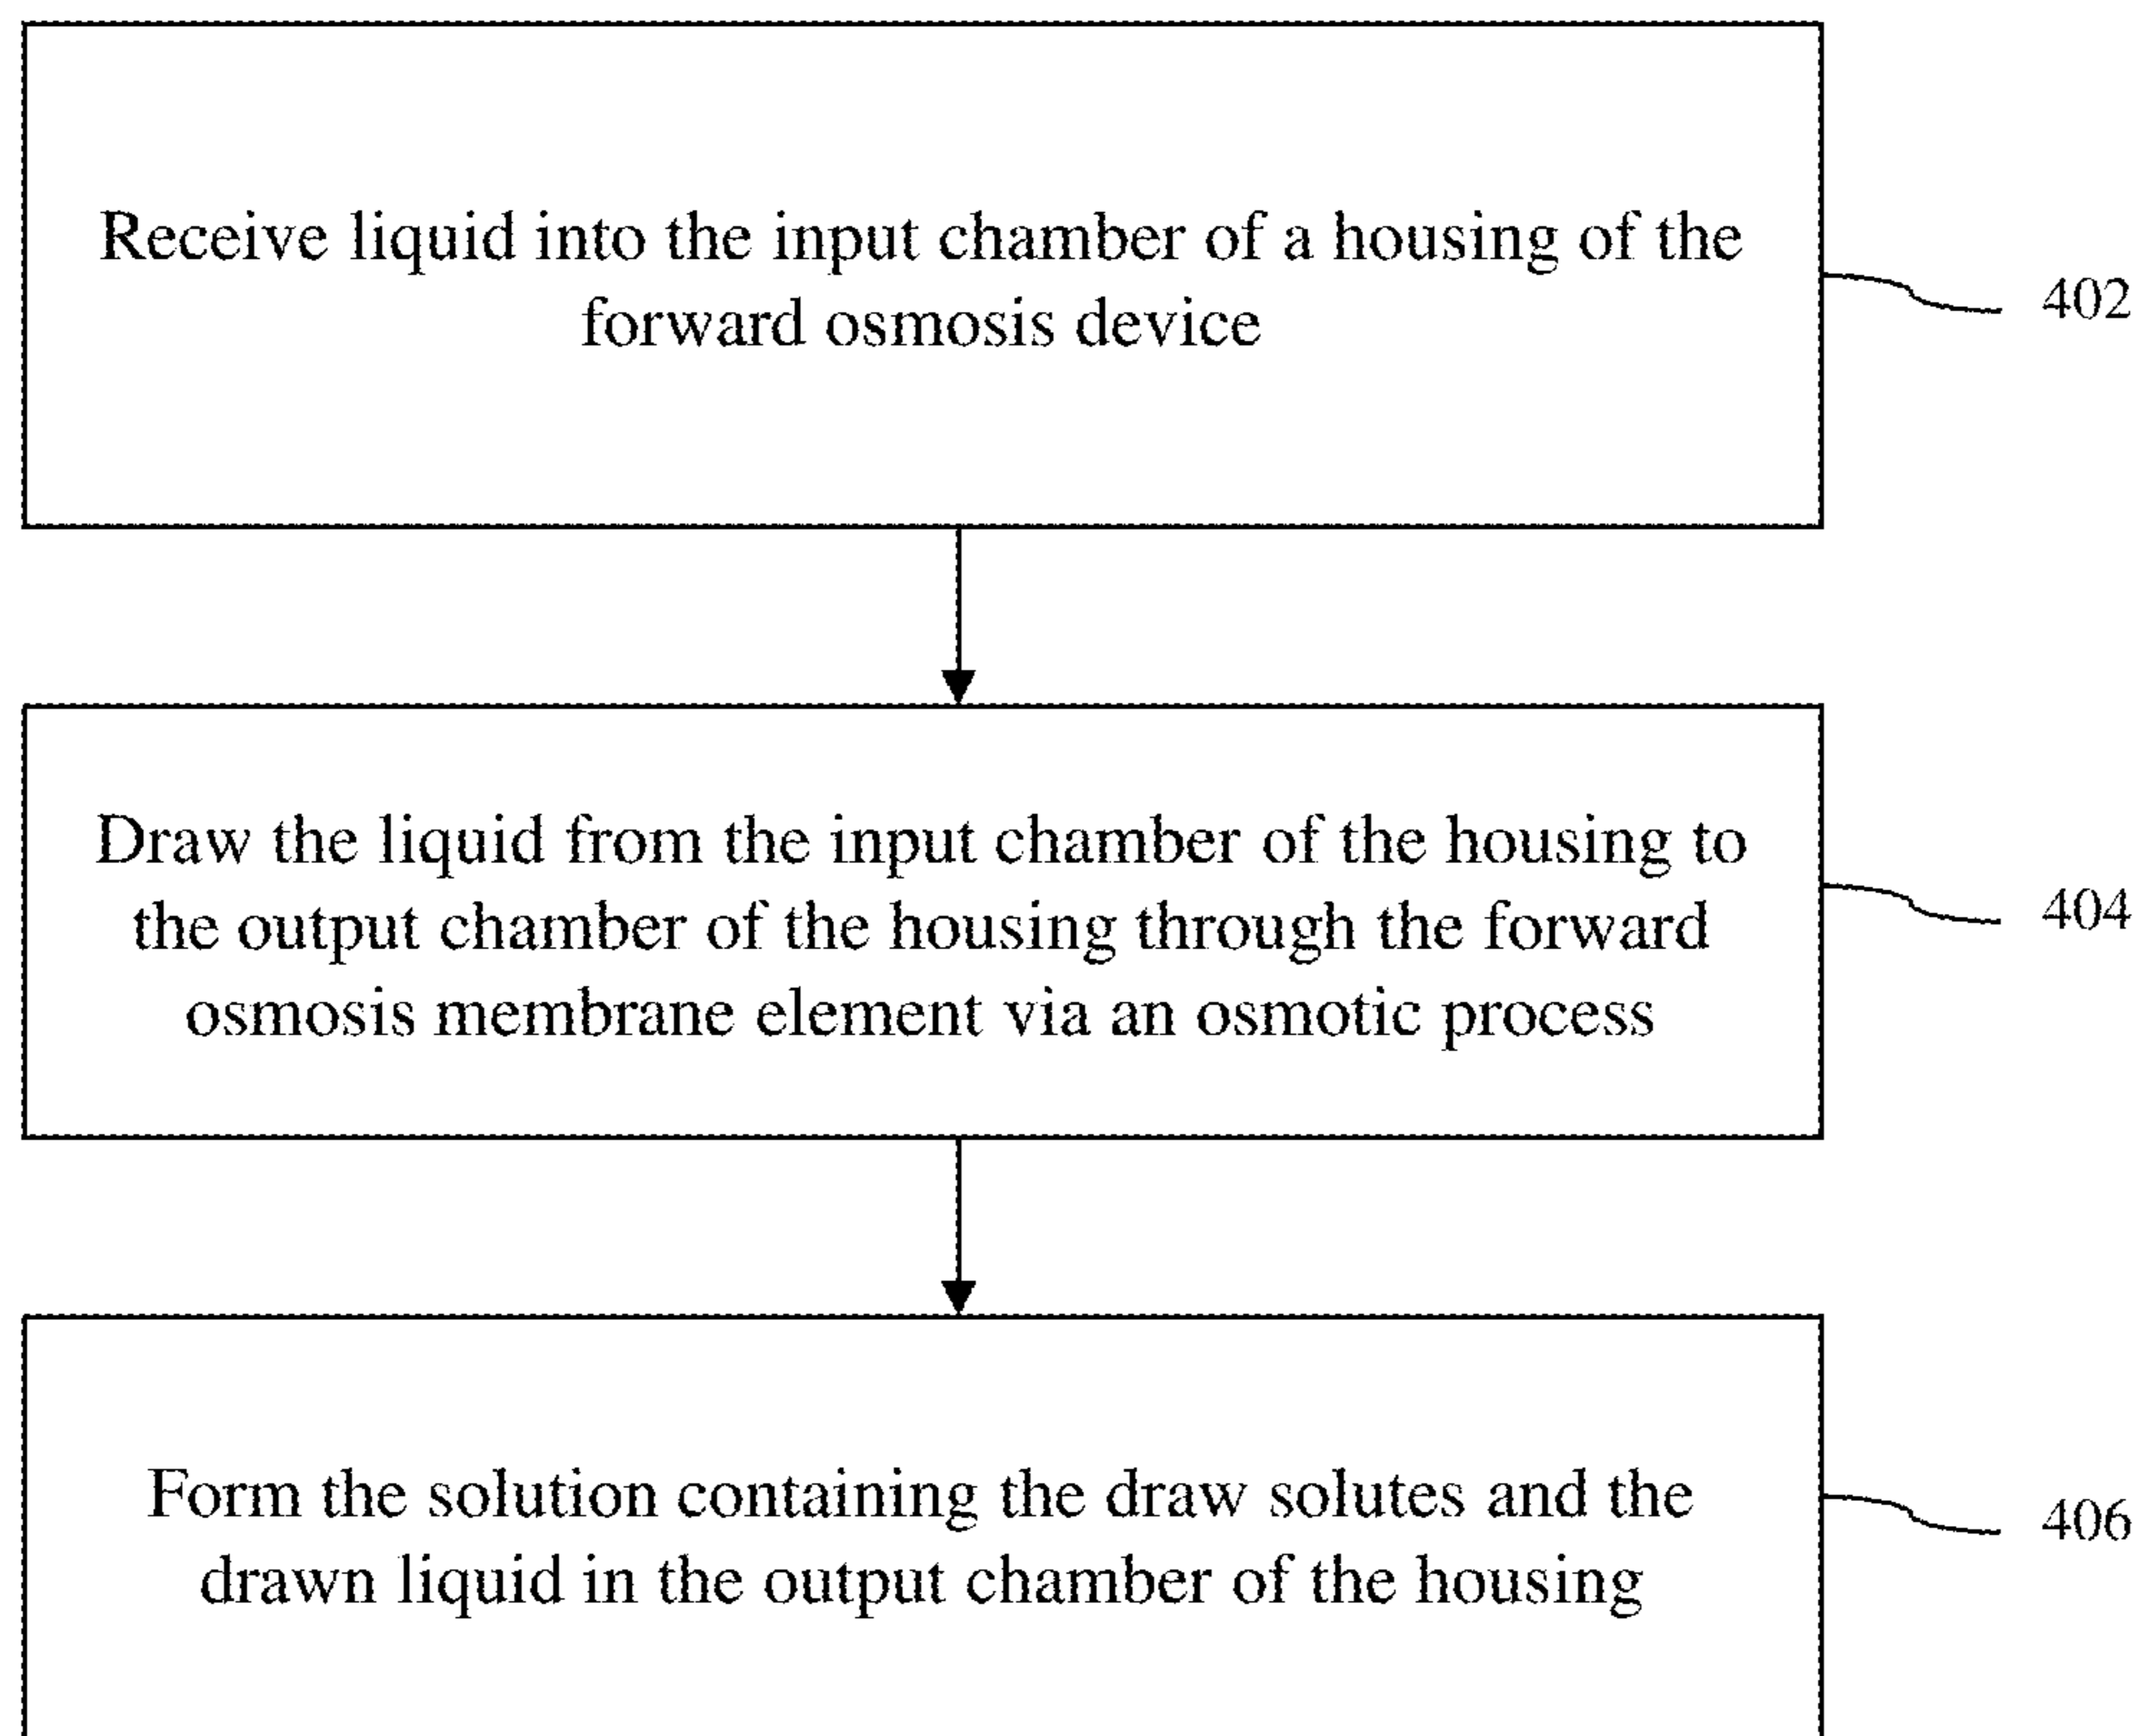 Receive liquid into the input chamber of a housing of the
forward osmosis device
402
Draw the liquid from the input chamber of the housing to
the output chamber of the housing through the forward
osmosis membrane element via an osmotic process
404
Form the solution containing the draw solutes and the
drawn liquid in the output chamber of the housing
406